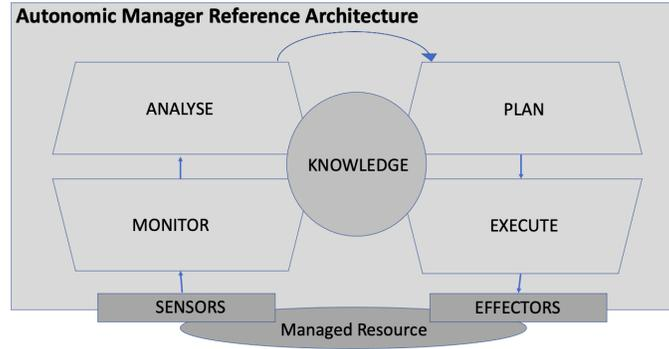 Autonomic Manager Reference Architecture
ANALYSE
PLAN
KNOWLEDGE
MONITOR
EXECUTE
SENSORS
EFFECTORS
Managed Resource